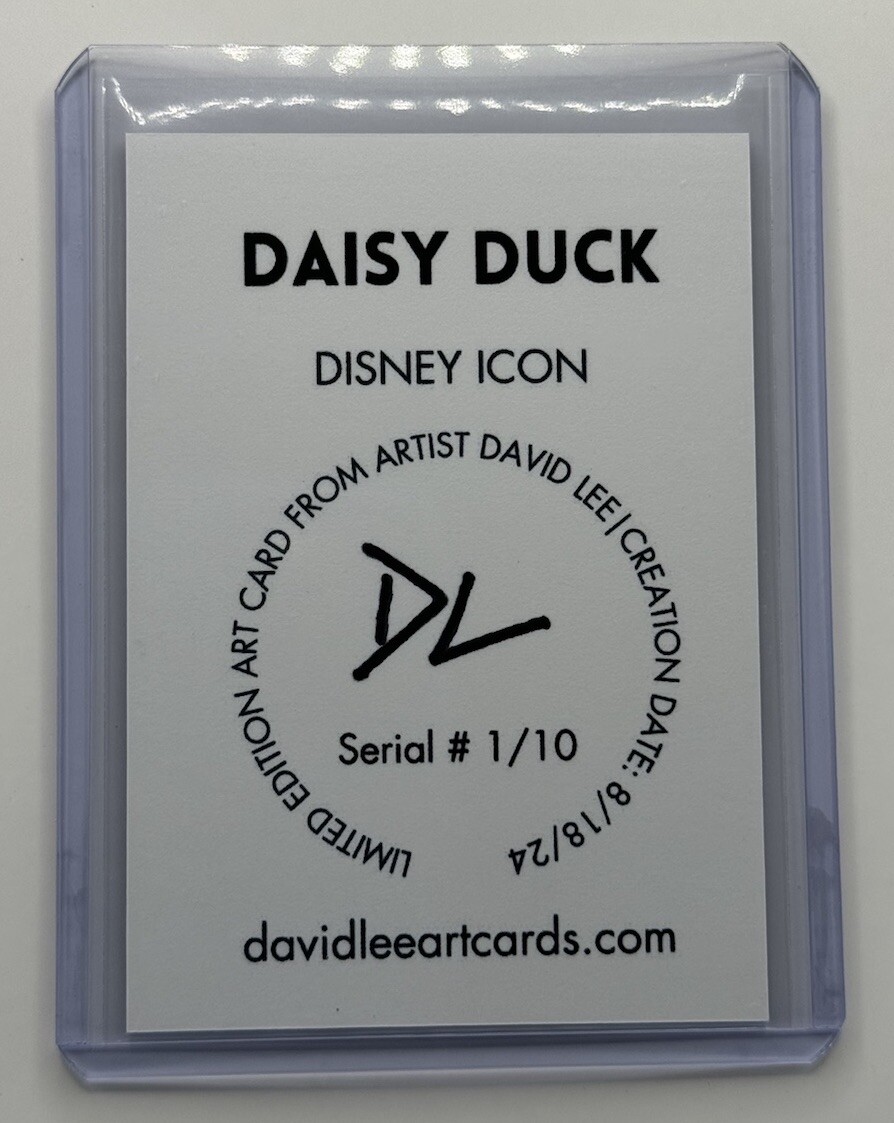 DAISY DUCK
DISNEY ICON
LIMITED EDITION ART CARD FROM ARTIST DAVID LEE|CREATION DATE: 8/18/24
DL
Serial # 1/10
davidleeartcards.com